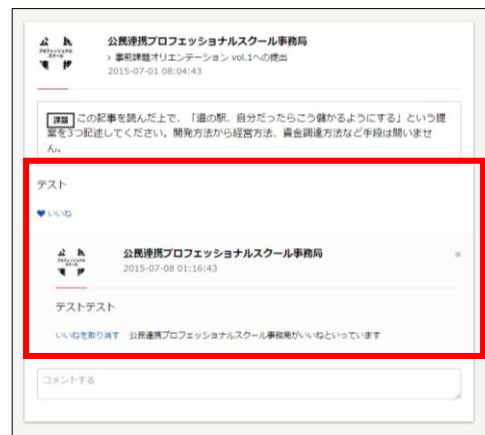 公民連携プロフェッショナルスクール事務局
› 事前課題オリエンテーション vol.1への提出
2015-07-01 08:04:43
課題 この記事を読んだ上で、「道の駅、自分だったらこう儲かるようにする」という提
案を3つ記述してください。開発方法から経営方法、資金調達方法など手段は問いませ
ん。
テスト
いいね
公民連携プロフェッショナルスクール事務局
×
2015-07-08 01:16:43
テストテスト
いいねを取り消す 公民連携プロフェッショナルスクール事務局がいいねといっています
コメントする